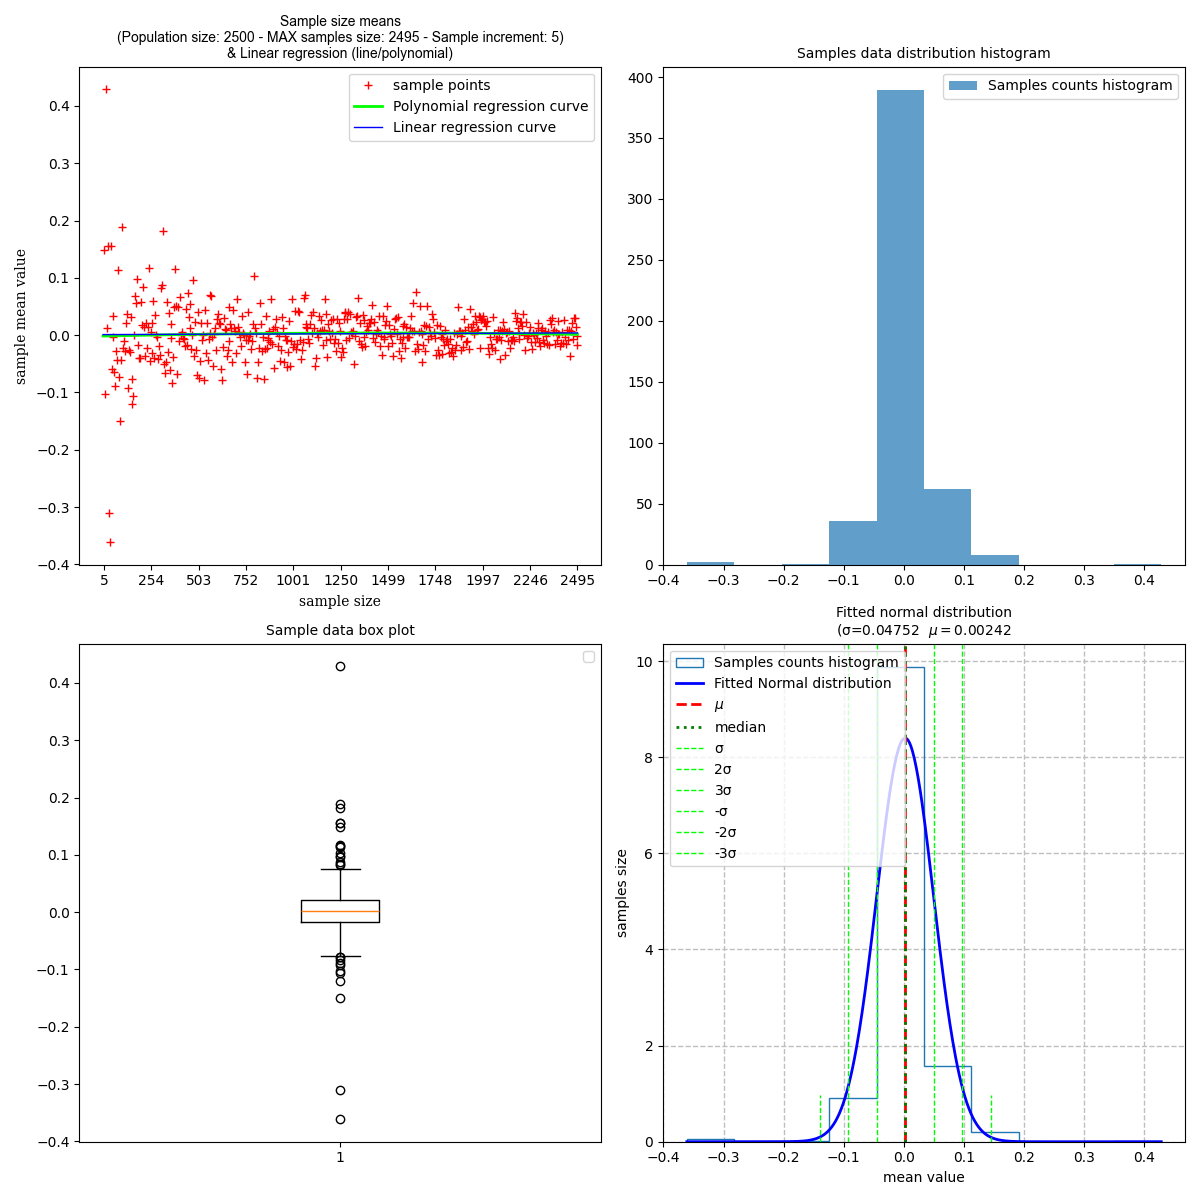 Sample size means
(Population size: 2500 - MAX samples size: 2495 - Sample increment: 5)
& Linear regression (line/polynomial)
sample points
Polynomial regression curve
Linear regression curve
0.4
0.3
0.2
0.1
0.0
−0.1
−0.2
−0.3
−0.4
sample mean value
5 254 503 752 1001 1250 1499 1748 1997 2246 2495
sample size
Samples data distribution histogram
Samples counts histogram
400
350
300
250
200
150
100
50
0
−0.4 −0.3 −0.2 −0.1 0.0 0.1 0.2 0.3 0.4
Sample data box plot
0.4
0.3
0.2
0.1
0.0
−0.1
−0.2
−0.3
−0.4
1
Fitted normal distribution
(σ=0.04752 μ = 0.00242
Samples counts histogram
Fitted Normal distribution
μ
median
σ
2σ
3σ
-σ
-2σ
-3σ
10
8
6
4
2
0
samples size
−0.4 −0.3 −0.2 −0.1 0.0 0.1 0.2 0.3 0.4
mean value